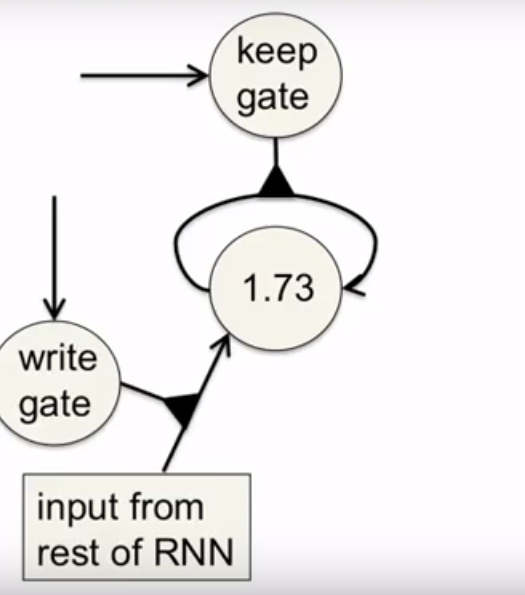 keep
gate
1.73
write
gate
input from
rest of RNN